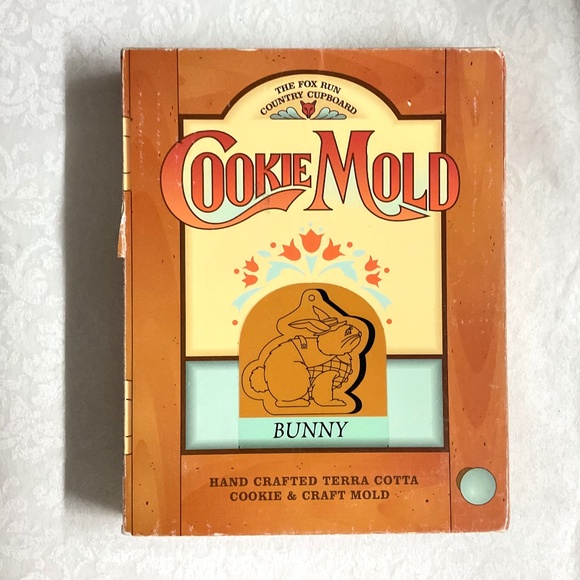 THE FOX RUN
COUNTRY CUPBOARD
COOKIE MOLD
BUNNY
HAND CRAFTED TERRA COTTA
COOKIE & CRAFT MOLD